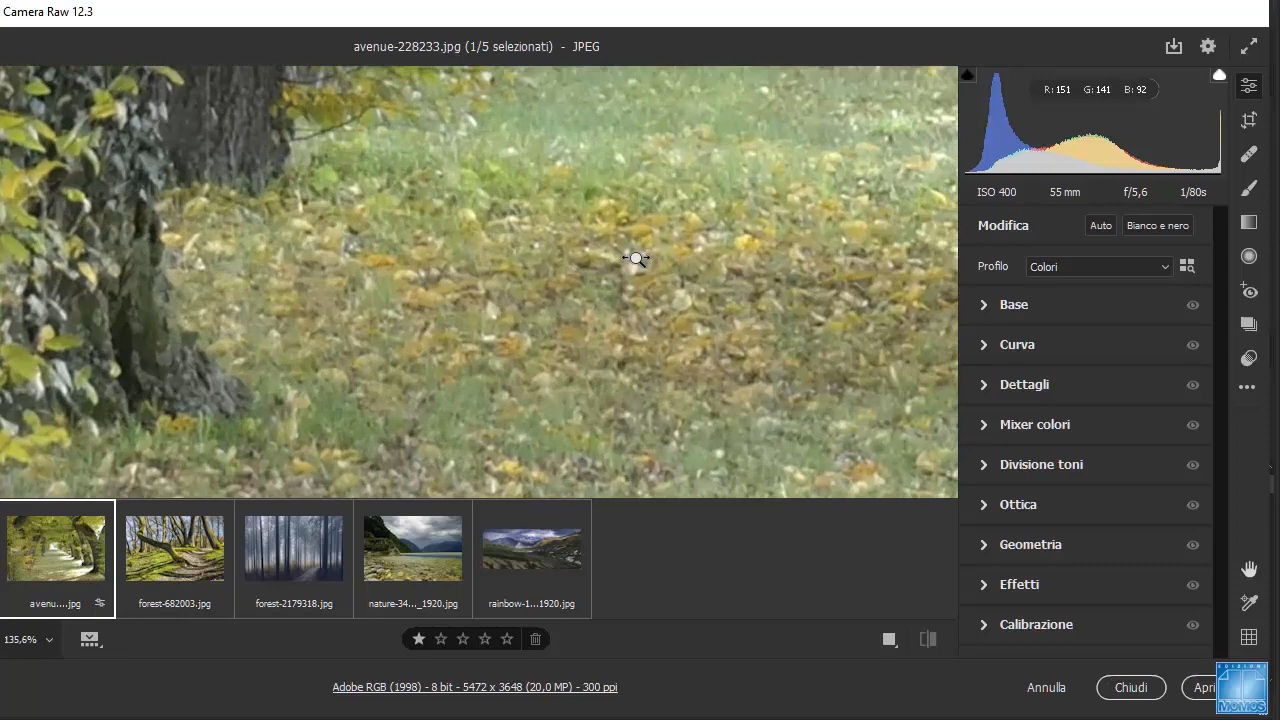 Camera Raw 12.3
avenue-228233.jpg (1/5 selezionati) - JPEG
R: 151 G: 141 B: 92
ISO 400 55 mm f/5,6 1/80s
Modifica Auto Bianco e nero
Profilo Colori
Base
Curva
Dettagli
Mixer colori
Divisione toni
Ottica
Geometria
Effetti
Calibrazione
avenu....jpg forest-682003.jpg forest-2179318.jpg nature-34..._1920.jpg rainbow-1...1920.jpg
135,6%
Adobe RGB (1998) - 8 bit - 5472 x 3648 (20,0 MP) - 300 ppi
Annulla Chiudi Apri
EDIZIONI
MOMOS